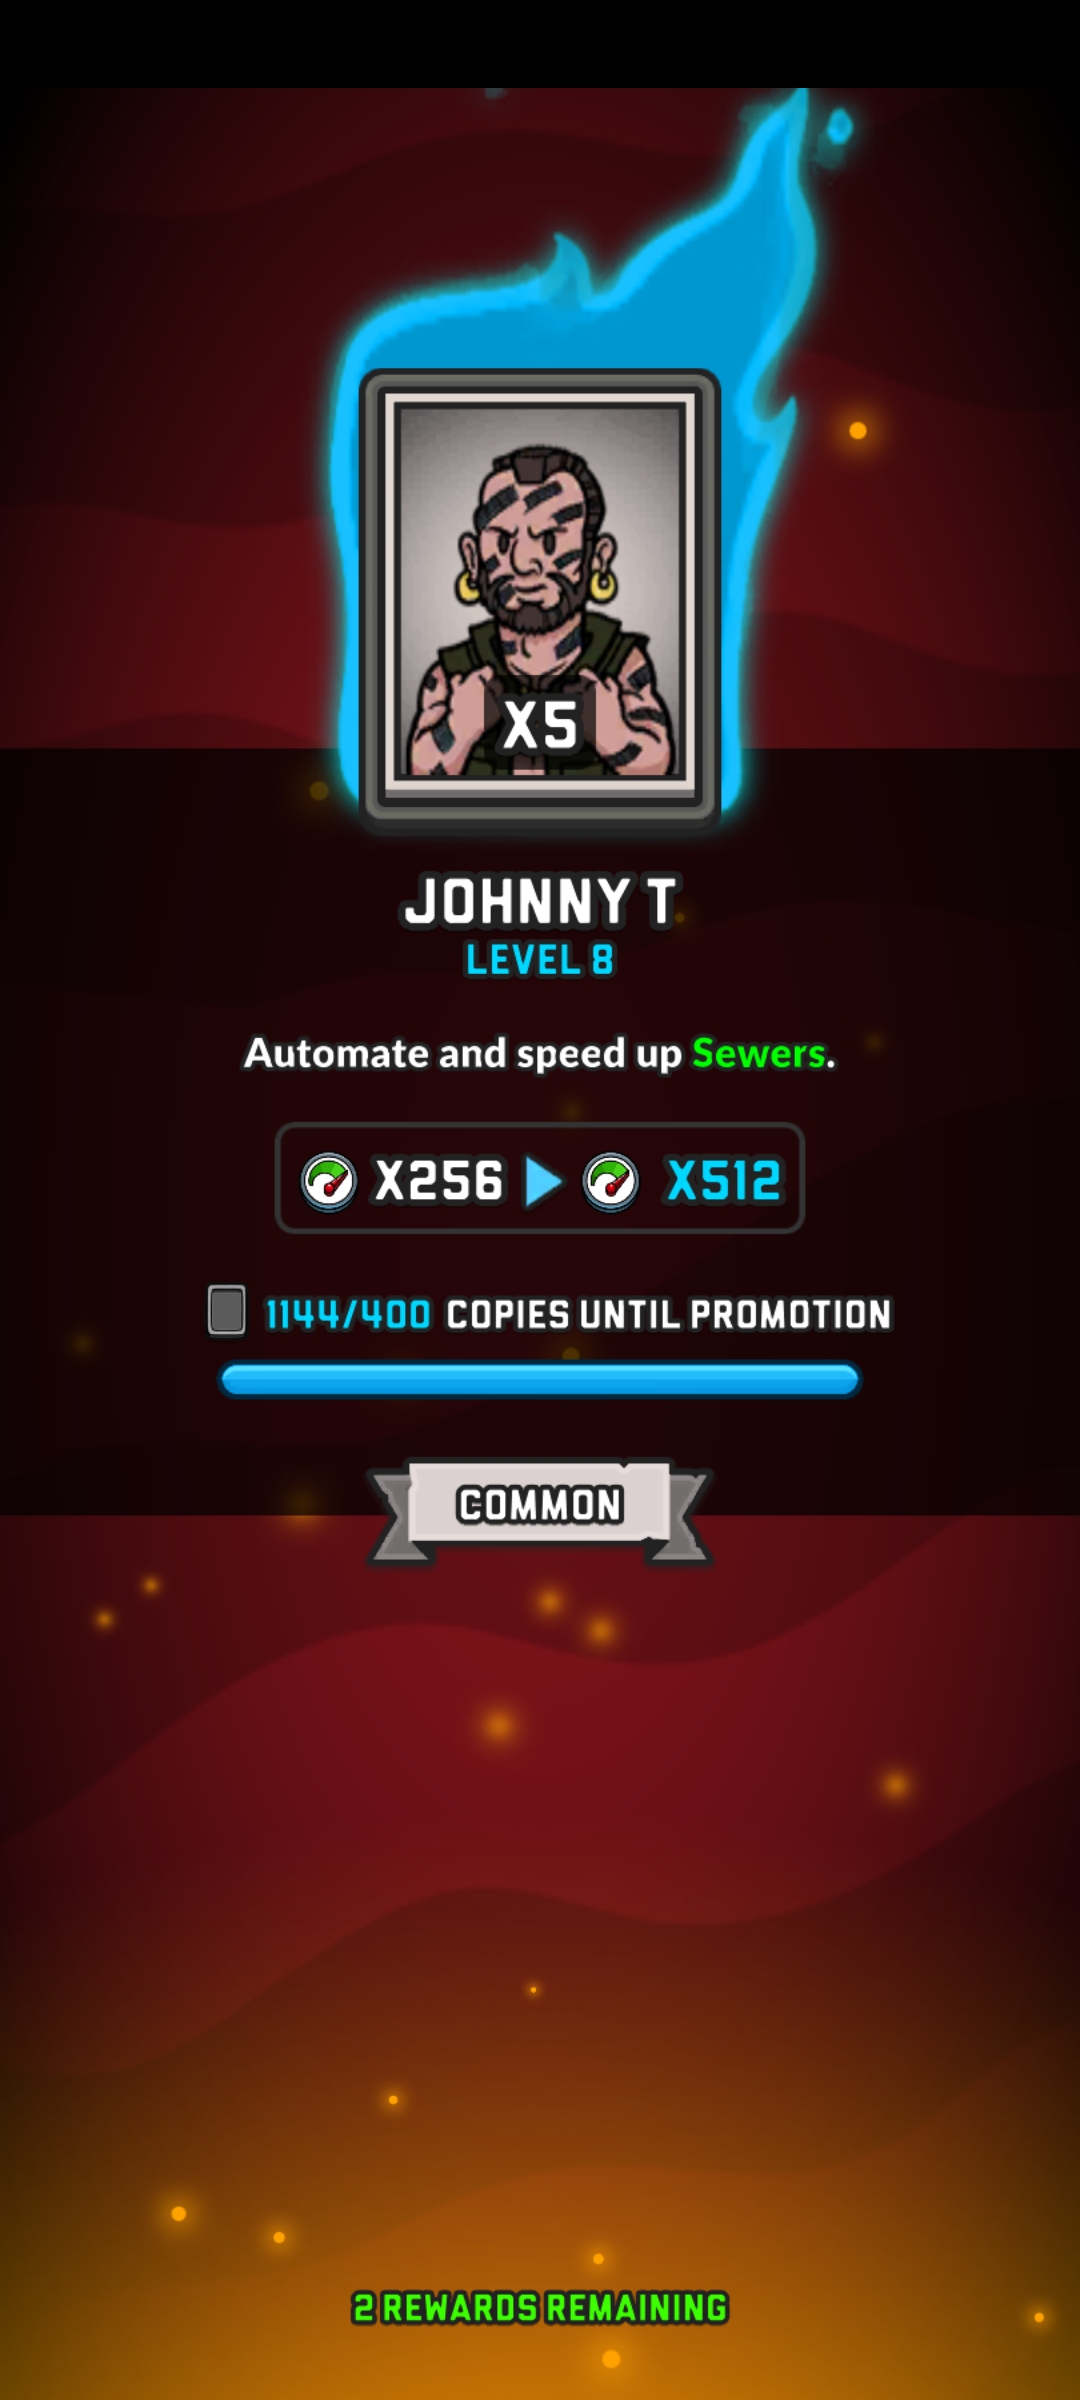 X5
JOHNNY T
LEVEL 8
Automate and speed up Sewers.
X256 X512
1144/400 COPIES UNTIL PROMOTION
COMMON
2 REWARDS REMAINING